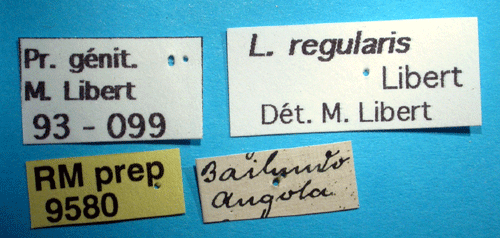 Pr. génit.
M. Libert
93 - 099
L. regularis
Libert
Dét. M. Libert
RM prep
9580
Bailundo
Angola